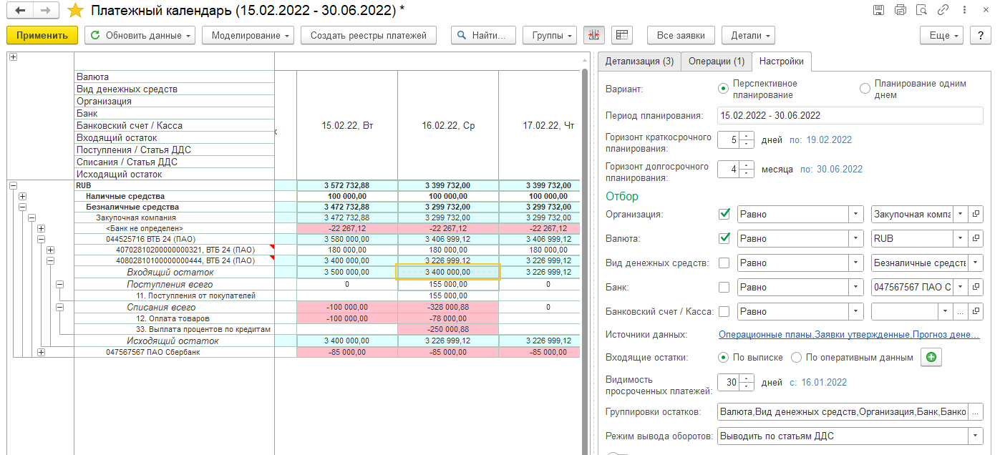 Платежный календарь (15.02.2022 - 30.06.2022) *
Применить Обновить данные Моделирование Создать реестры платежей Найти... Группы Все заявки Детали Еще ?
Валюта
Вид денежных средств
Организация
Банк
Банковский счет / Касса
Входящий остаток
Поступления / Статья ДДС
Списания / Статья ДДС
Исходящий остаток
15.02.22, Вт 16.02.22, Ср 17.02.22, Чт
RUB 3 572 732,88 3 399 732,00 3 399 732,00
Наличные средства 100 000,00 100 000,00 100 000,00
Безналичные средства 3 472 732,88 3 299 732,00 3 299 732,00
Закупочная компания 3 472 732,88 3 299 732,00 3 299 732,00
<Банк не определен> -22 267,12 -22 267,12 -22 267,12
044525716 ВТБ 24 (ПАО) 3 580 000,00 3 406 999,12 3 406 999,12
40702810200000000321, ВТБ 24 (ПАО) 180 000,00 180 000,00 180 000,00
40802810100000000444, ВТБ 24 (ПАО) 3 400 000,00 3 226 999,12 3 226 999,12
Входящий остаток 3 500 000,00 3 400 000,00 3 226 999,12
Поступления всего 0 155 000,00 0
11. Поступления от покупателей 155 000,00
Списания всего -100 000,00 -328 000,88 0
12. Оплата товаров -100 000,00 -78 000,00
33. Выплата процентов по кредитам -250 000,88
Исходящий остаток 3 400 000,00 3 226 999,12 3 226 999,12
047567567 ПАО Сбербанк -85 000,00 -85 000,00 -85 000,00
Детализация (3) Операции (1) Настройки
Вариант: Перспективное планирование Планирование одним днем
Период планирования: 15.02.2022 - 30.06.2022
Горизонт краткосрочного планирования: 5 дней по: 19.02.2022
Горизонт долгосрочного планирования: 4 месяца по: 30.06.2022
Отбор
Организация: Равно Закупочная компа
Валюта: Равно RUB
Вид денежных средств: Равно Безналичные средст
Банк: Равно 047567567 ПАО С
Банковский счет / Касса: Равно ...
Источники данных: Операционные планы,Заявки утвержденные,Прогноз дене...
Входящие остатки: По выписке По оперативным данным
Видимость просроченных платежей: 30 дней с: 16.01.2022
Группировки остатков: Валюта,Вид денежных средств,Организация,Банк,Банко ...
Режим вывода оборотов: Выводить по статьям ДДС